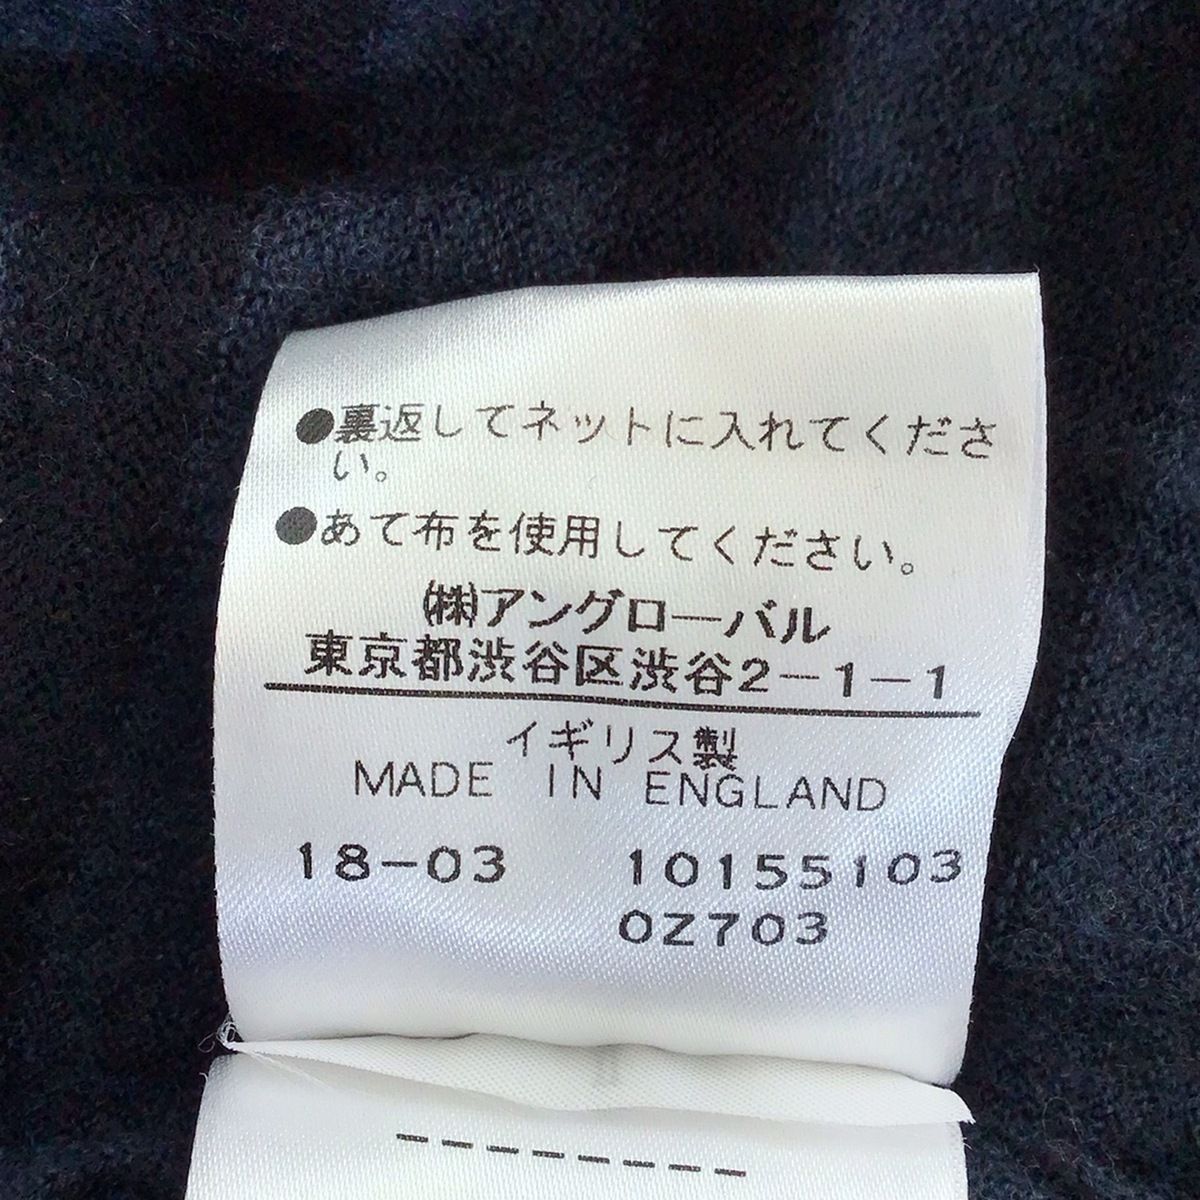 ●裏返してネットに入れてくださ
い。
●あて布を使用してください。
㈱アングローバル
東京都渋谷区渋谷2-1-1
イギリス製
MADE IN ENGLAND
18-03 10155103
0Z703
--------